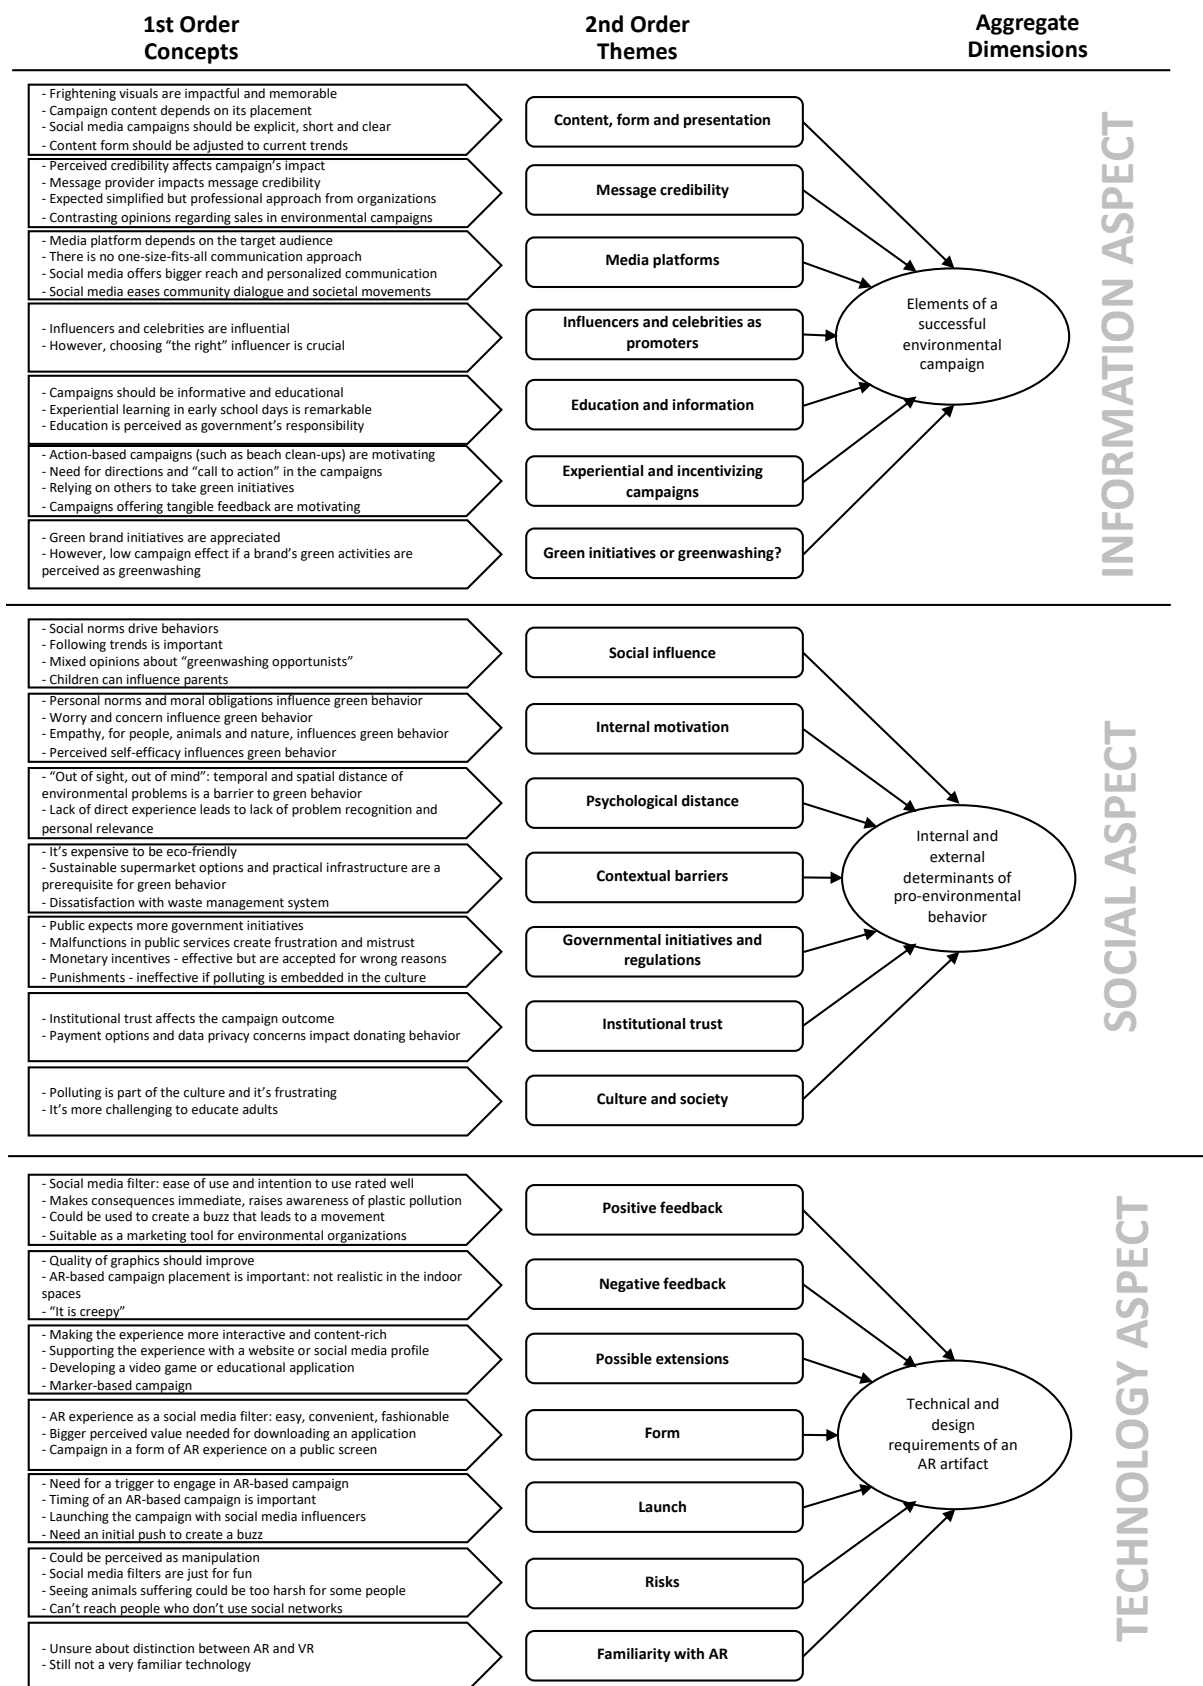 1st Order
Concepts
2nd Order
Themes
Aggregate
Dimensions
- Frightening visuals are impactful and memorable
- Campaign content depends on its placement
- Social media campaigns should be explicit, short and clear
- Content form should be adjusted to current trends
Content, form and presentation
- Perceived credibility affects campaign's impact
- Message provider impacts message credibility
- Expected simplified but professional approach from organizations
- Contrasting opinions regarding sales in environmental campaigns
Message credibility
- Media platform depends on the target audience
- There is no one-size-fits-all communication approach
- Social media offers bigger reach and personalized communication
- Social media eases community dialogue and societal movements
Media platforms
- Influencers and celebrities are influential
- However, choosing "the right" influencer is crucial
Influencers and celebrities as
promoters
- Campaigns should be informative and educational
- Experiential learning in early school days is remarkable
- Education is perceived as government's responsibility
Education and information
- Action-based campaigns (such as beach clean-ups) are motivating
- Need for directions and "call to action" in the campaigns
- Relying on others to take green initiatives
- Campaigns offering tangible feedback are motivating
Experiential and incentivizing
campaigns
- Green brand initiatives are appreciated
- However, low campaign effect if a brand's green activities are
perceived as greenwashing
Green initiatives or greenwashing?
Elements of a
successful
environmental
campaign
INFORMATION ASPECT
- Social norms drive behaviors
- Following trends is important
- Mixed opinions about "greenwashing opportunists"
- Children can influence parents
Social influence
- Personal norms and moral obligations influence green behavior
- Worry and concern influence green behavior
- Empathy, for people, animals and nature, influences green behavior
- Perceived self-efficacy influences green behavior
Internal motivation
- "Out of sight, out of mind": temporal and spatial distance of
environmental problems is a barrier to green behavior
- Lack of direct experience leads to lack of problem recognition and
personal relevance
Psychological distance
- It's expensive to be eco-friendly
- Sustainable supermarket options and practical infrastructure are a
prerequisite for green behavior
- Dissatisfaction with waste management system
Contextual barriers
- Public expects more government initiatives
- Malfunctions in public services create frustration and mistrust
- Monetary incentives - effective but are accepted for wrong reasons
- Punishments - ineffective if polluting is embedded in the culture
Governmental initiatives and
regulations
- Institutional trust affects the campaign outcome
- Payment options and data privacy concerns impact donating behavior
Institutional trust
- Polluting is part of the culture and it's frustrating
- It's more challenging to educate adults
Culture and society
Internal and
external
determinants of
pro-environmental
behavior
SOCIAL ASPECT
- Social media filter: ease of use and intention to use rated well
- Makes consequences immediate, raises awareness of plastic pollution
- Could be used to create a buzz that leads to a movement
- Suitable as a marketing tool for environmental organizations
Positive feedback
- Quality of graphics should improve
- AR-based campaign placement is important: not realistic in the indoor
spaces
- "It is creepy"
Negative feedback
- Making the experience more interactive and content-rich
- Supporting the experience with a website or social media profile
- Developing a video game or educational application
- Marker-based campaign
Possible extensions
- AR experience as a social media filter: easy, convenient, fashionable
- Bigger perceived value needed for downloading an application
- Campaign in a form of AR experience on a public screen
Form
- Need for a trigger to engage in AR-based campaign
- Timing of an AR-based campaign is important
- Launching the campaign with social media influencers
- Need an initial push to create a buzz
Launch
- Could be perceived as manipulation
- Social media filters are just for fun
- Seeing animals suffering could be too harsh for some people
- Can't reach people who don't use social networks
Risks
- Unsure about distinction between AR and VR
- Still not a very familiar technology
Familiarity with AR
Technical and
design
requirements of an
AR artifact
TECHNOLOGY ASPECT